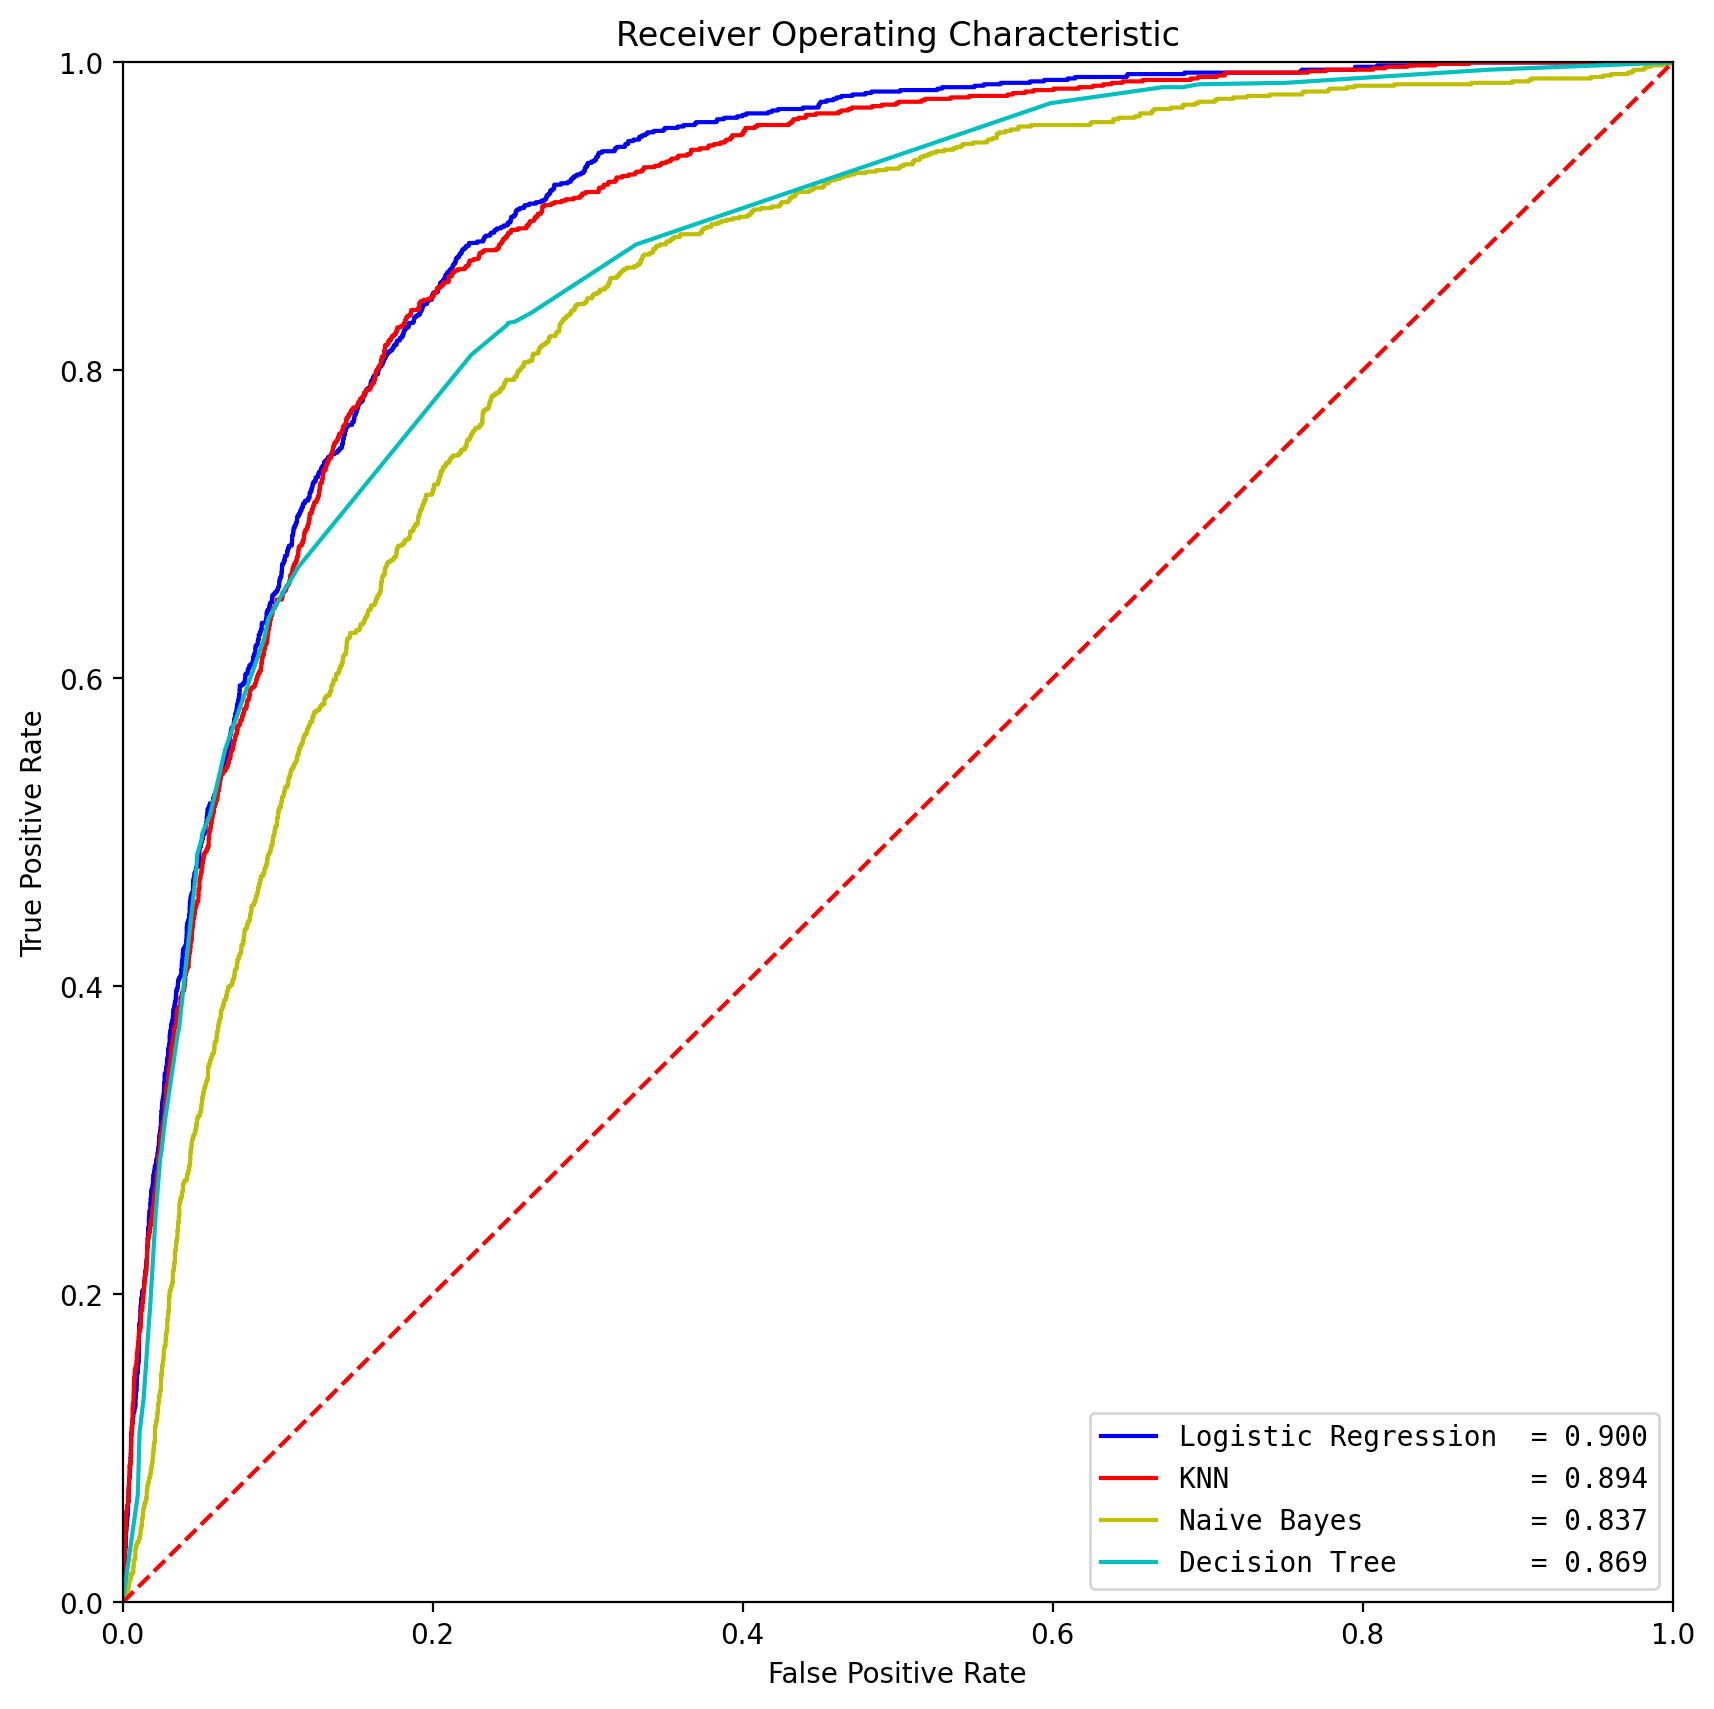 Receiver Operating Characteristic
1.0
0.8
0.6
0.4
0.2
0.0
True Positive Rate
Logistic Regression = 0.900
KNN = 0.894
Naive Bayes = 0.837
Decision Tree = 0.869
0.0 0.2 0.4 0.6 0.8 1.0
False Positive Rate